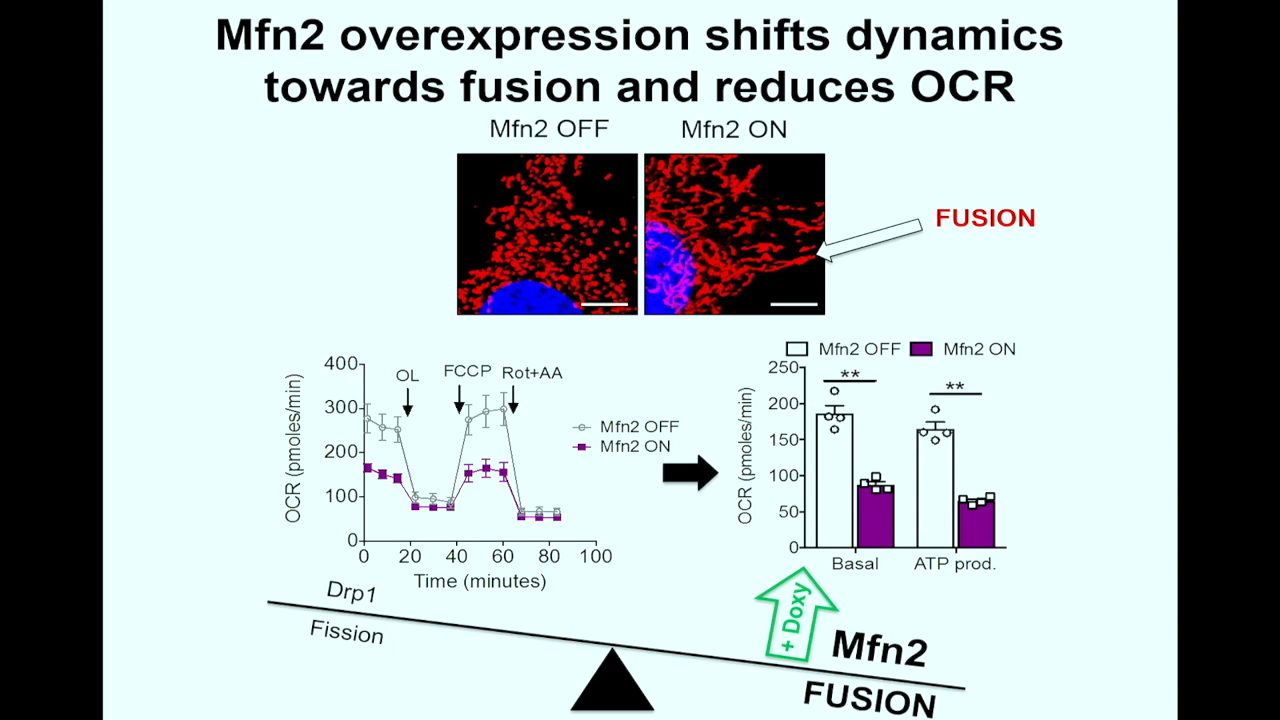 Mfn2 overexpression shifts dynamics
towards fusion and reduces OCR
Mfn2 OFF
Mfn2 ON
FUSION
OCR (pmoles/min)
400
300
200
100
0
OL
FCCP
Rot+AA
Mfn2 OFF
Mfn2 ON
0 20 40 60 80 100
Time (minutes)
Mfn2 OFF
Mfn2 ON
OCR (pmoles/min)
250
200
150
100
50
0
**
**
Basal
ATP prod.
+ Doxy
Drp1
Fission
Mfn2
FUSION